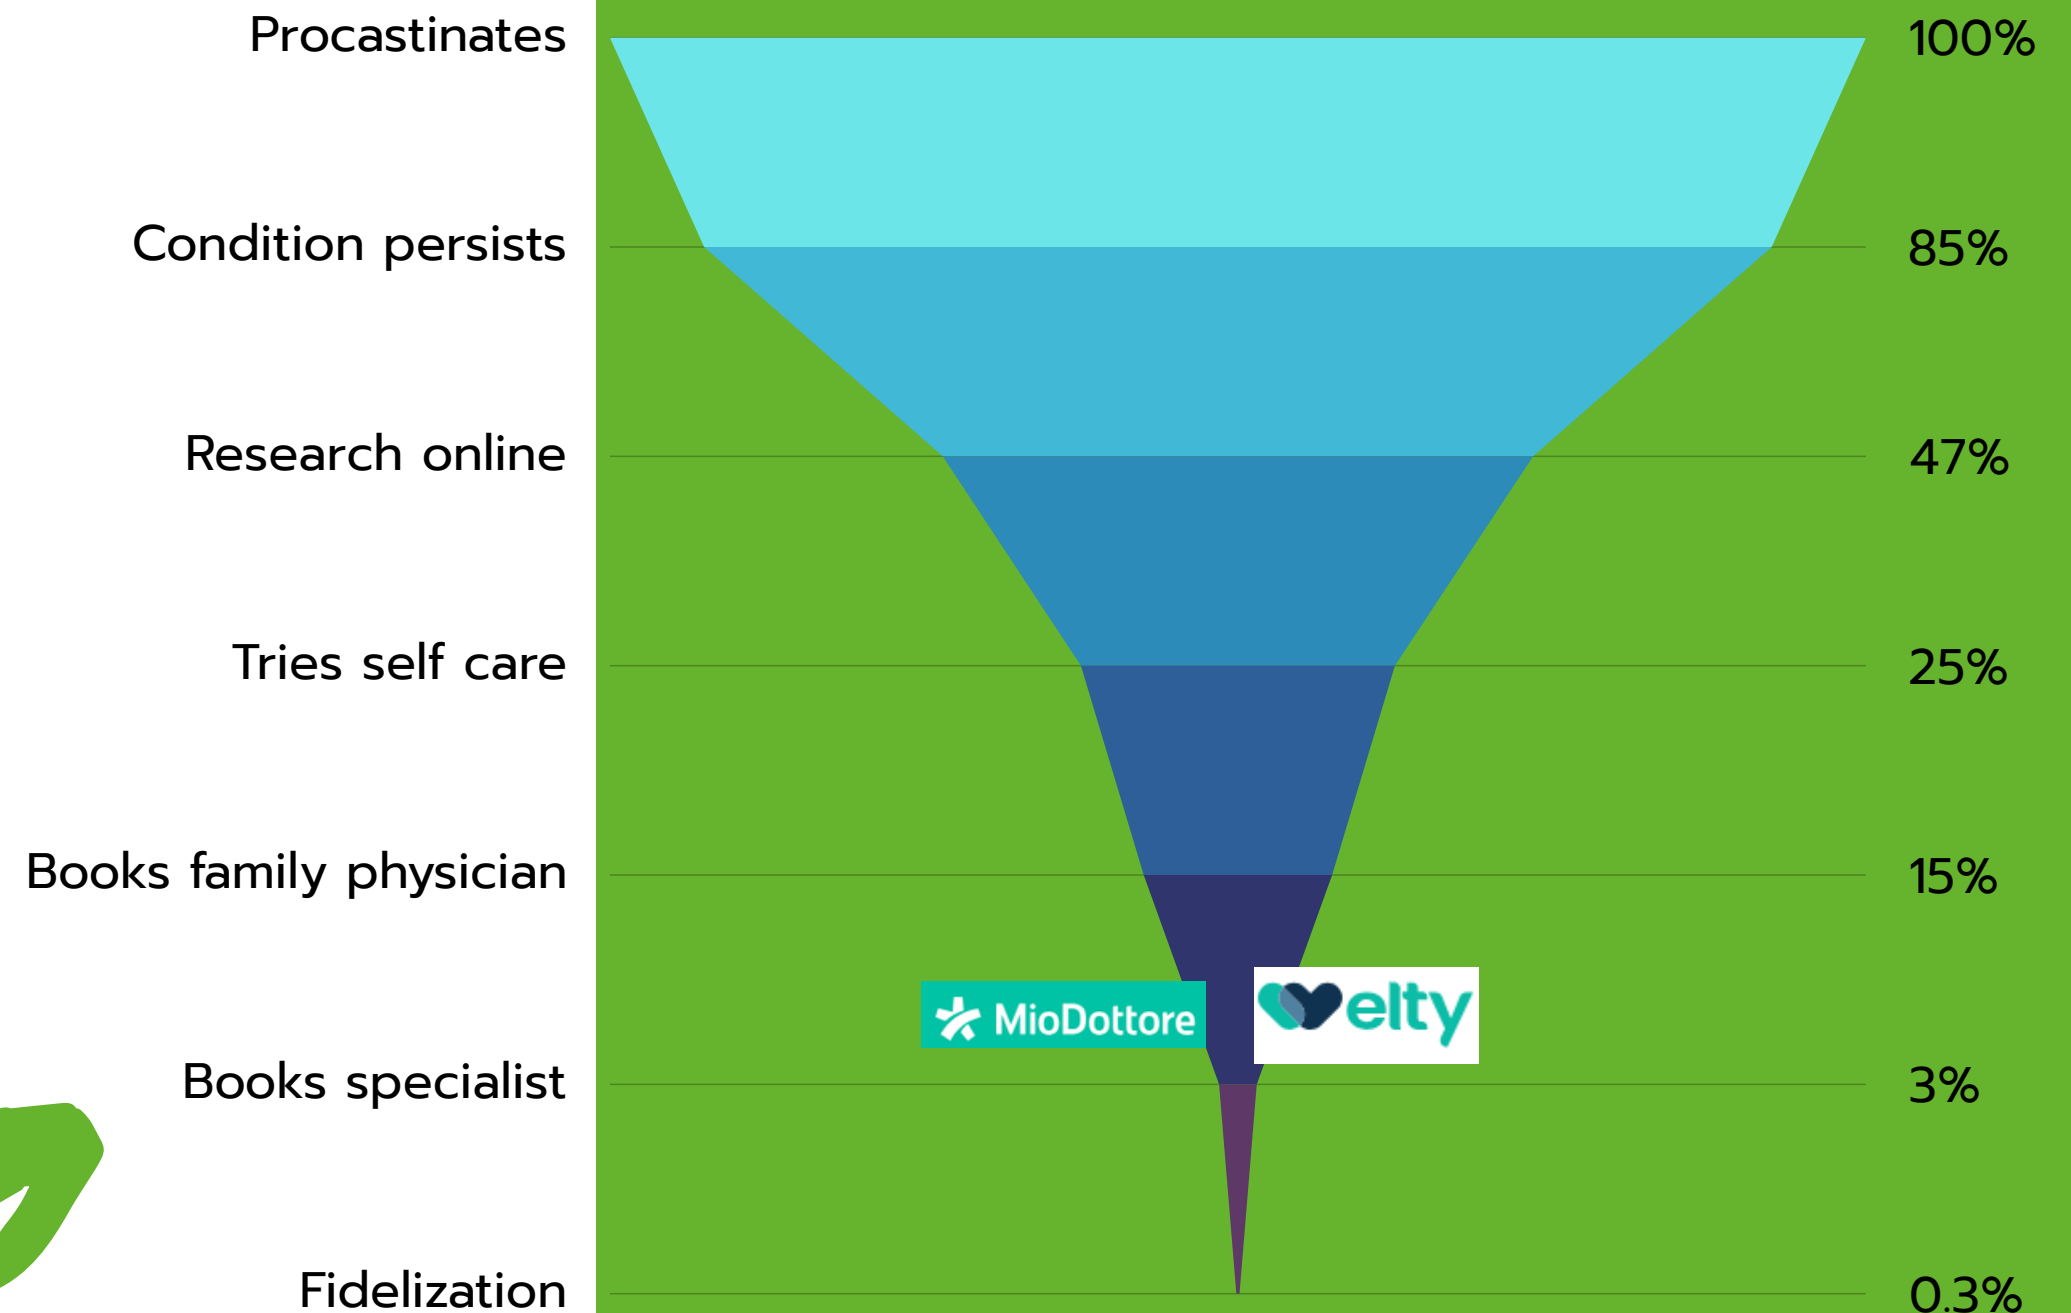 Procastinates 100%
Condition persists 85%
Research online 47%
Tries self care 25%
Books family physician 15%
MioDottore elty
Books specialist 3%
Fidelization 0.3%